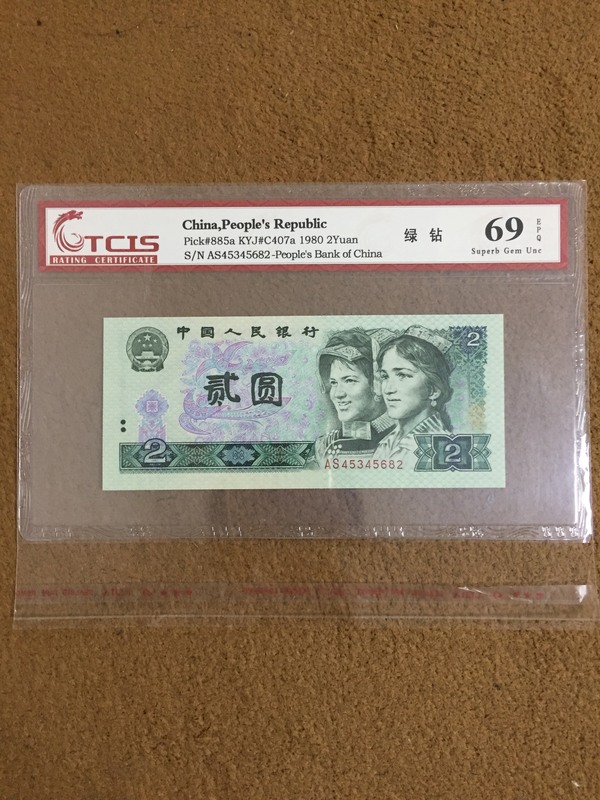 TCIS
RATING CERTIFICATE
China,People's Republic
Pick#885a KYJ#C407a 1980 2Yuan
S/N AS45345682-People's Bank of China
绿 钻
69
EPQ
Superb Gem Unc
中国人民银行
2
贰圆
2
2
AS45345682